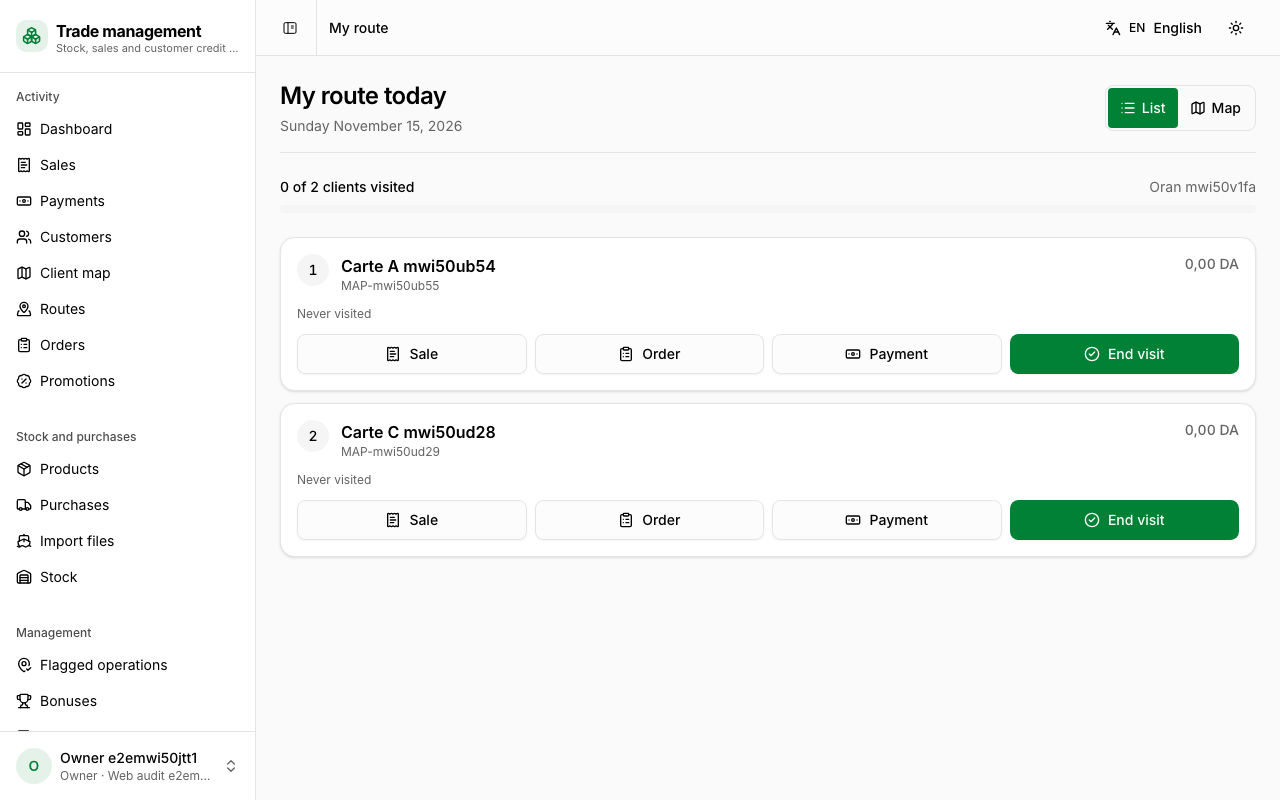 Trade management
Stock, sales and customer credit ...
Activity
Dashboard
Sales
Payments
Customers
Client map
Routes
Orders
Promotions
Stock and purchases
Products
Purchases
Import files
Stock
Management
Flagged operations
Bonuses
O
Owner e2emwi50jtt1
Owner · Web audit e2em...
My route
EN English
My route today
Sunday November 15, 2026
List
Map
0 of 2 clients visited
Oran mwi50v1fa
1
Carte A mwi50ub54
0,00 DA
MAP-mwi50ub55
Never visited
Sale
Order
Payment
End visit
2
Carte C mwi50ud28
0,00 DA
MAP-mwi50ud29
Never visited
Sale
Order
Payment
End visit